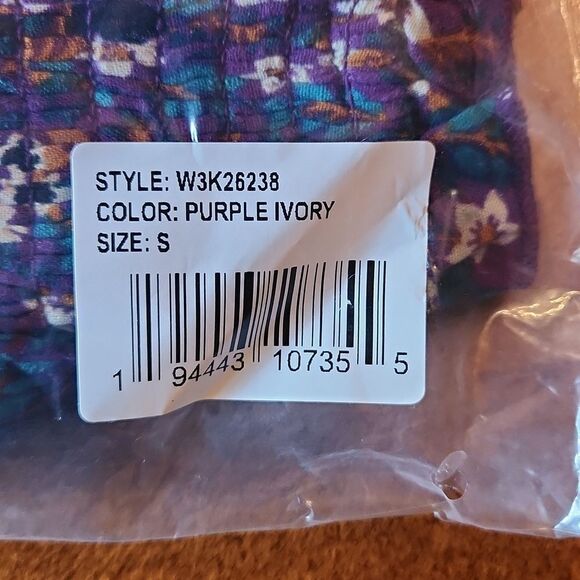 STYLE: W3K26238
COLOR: PURPLE IVORY
SIZE: S
1 94443 10735 5